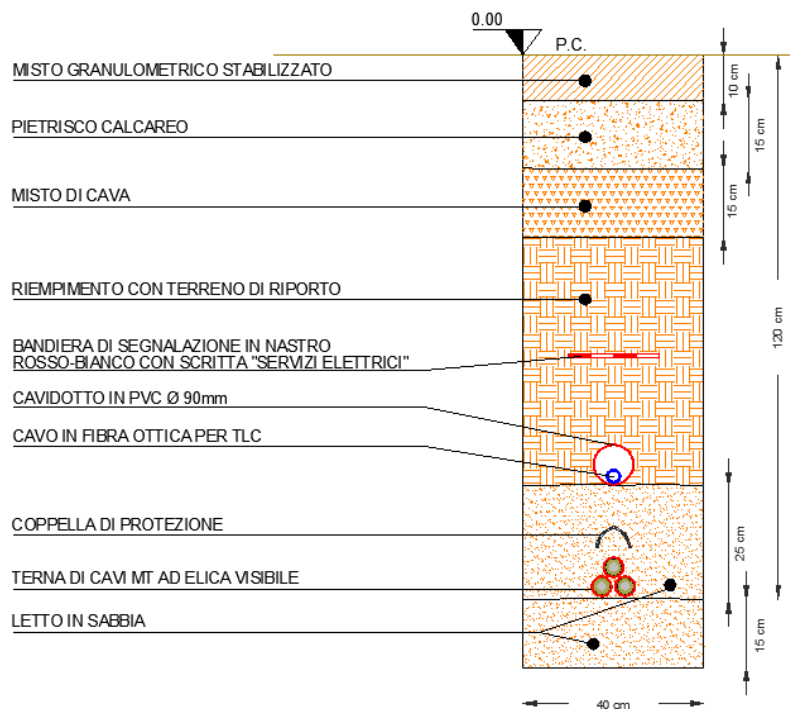 0.00
P.C.
MISTO GRANULOMETRICO STABILIZZATO
10 cm
PIETRISCO CALCAREO
15 cm
MISTO DI CAVA
15 cm
RIEMPIMENTO CON TERRENO DI RIPORTO
120 cm
BANDIERA DI SEGNALAZIONE IN NASTRO
ROSSO-BIANCO CON SCRITTA "SERVIZI ELETTRICI"
CAVIDOTTO IN PVC Ø 90mm
CAVO IN FIBRA OTTICA PER TLC
COPPELLA DI PROTEZIONE
25 cm
TERNA DI CAVI MT AD ELICA VISIBILE
LETTO IN SABBIA
15 cm
40 cm